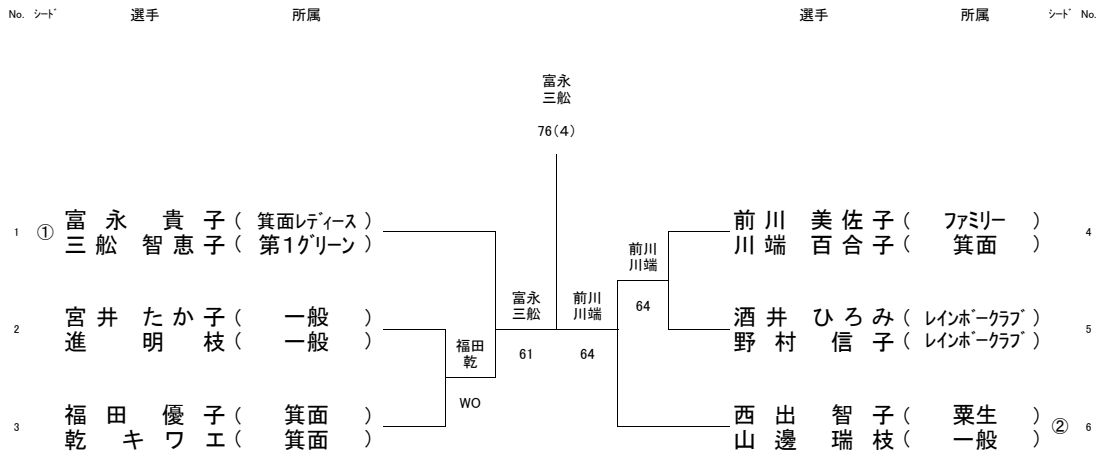 No. シード 選手 所属 選手 所属 シード No.
富永
三舩
76(4)
1 ① 富永 貴子 ( 箕面レディース )
三舩 智恵子 ( 第1グリーン )
2 宮井 たか子 ( 一般 )
進 明枝 ( 一般 )
3 福田 優子 ( 箕面 )
乾 キワエ ( 箕面 )
福田
乾
WO
富永
三舩
61
前川
川端
64
前川
川端
64
前川 美佐子 ( ファミリー ) 4
川端 百合子 ( 箕面 )
酒井 ひろみ ( レインボークラブ ) 5
野村 信子 ( レインボークラブ )
西出 智子 ( 粟生 ) ② 6
山邊 瑞枝 ( 一般 )